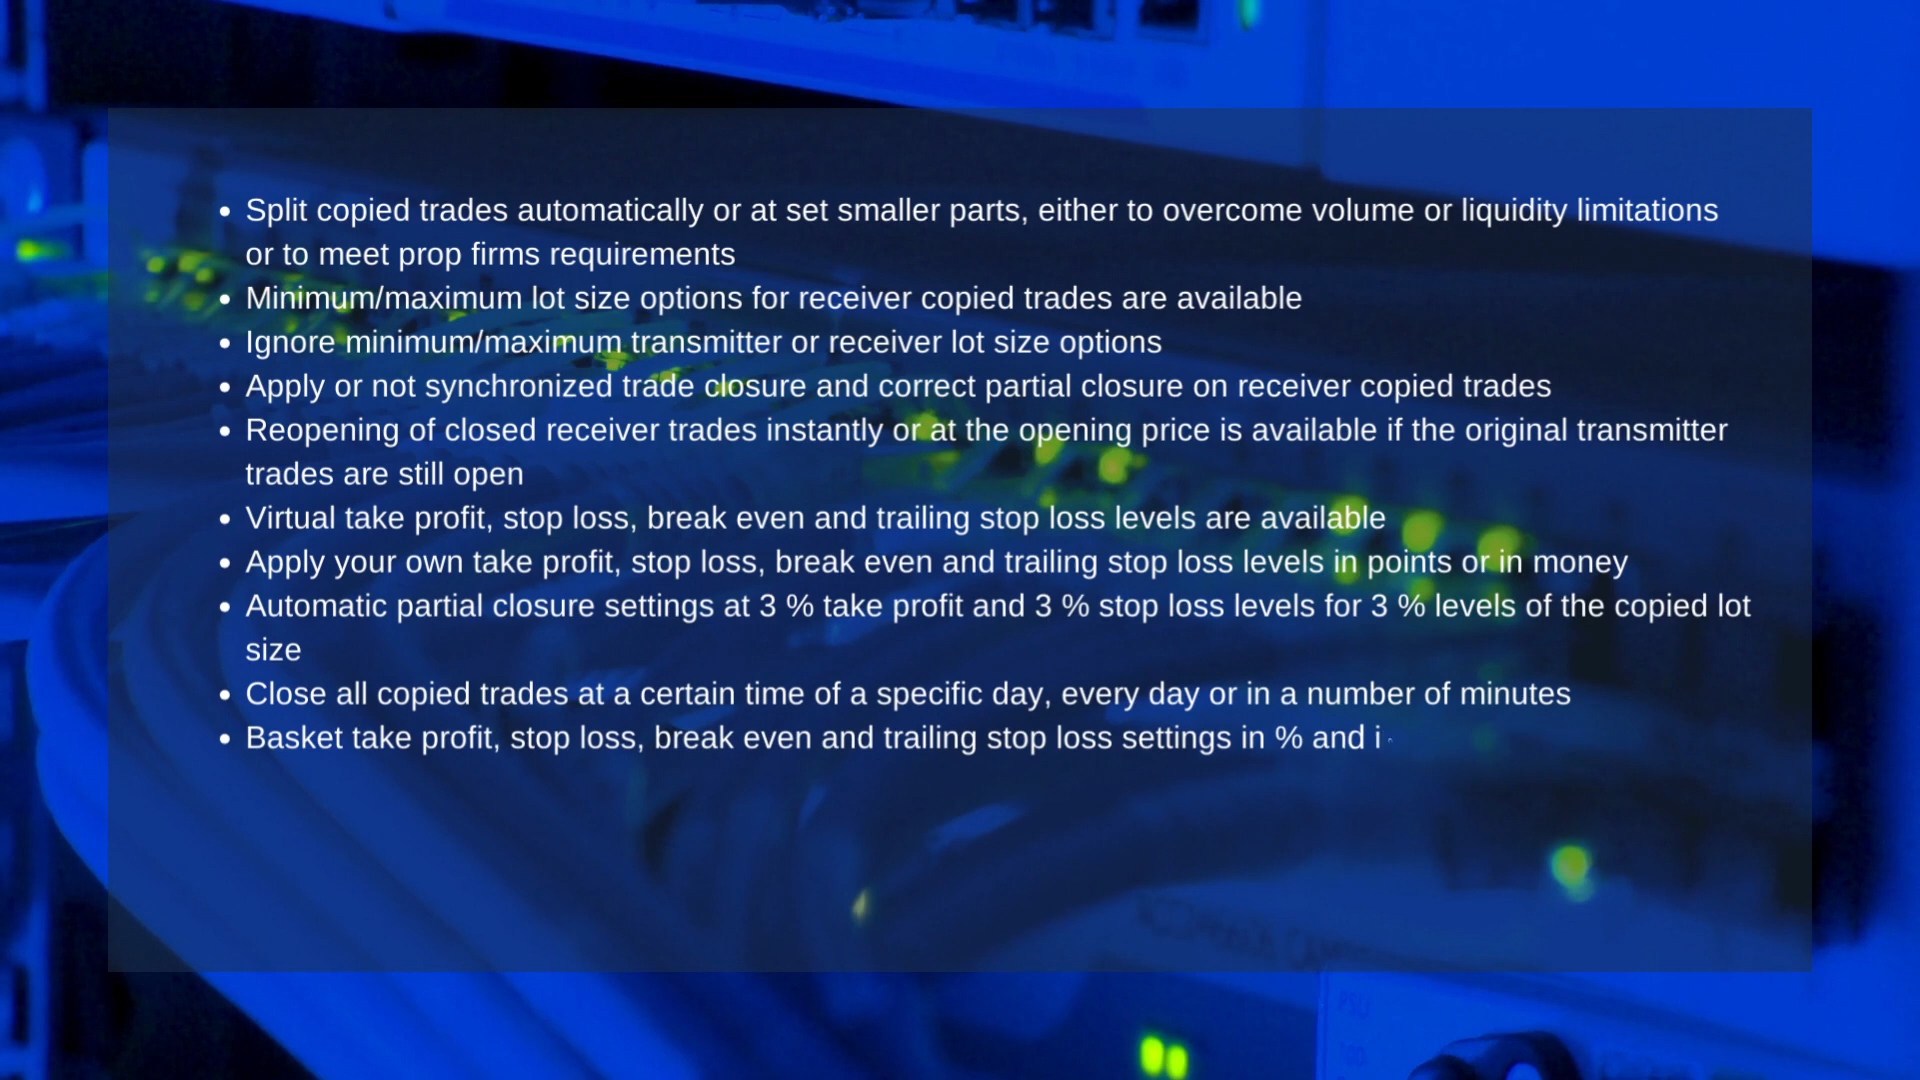 • Split copied trades automatically or at set smaller parts, either to overcome volume or liquidity limitations
or to meet prop firms requirements
• Minimum/maximum lot size options for receiver copied trades are available
• Ignore minimum/maximum transmitter or receiver lot size options
• Apply or not synchronized trade closure and correct partial closure on receiver copied trades
• Reopening of closed receiver trades instantly or at the opening price is available if the original transmitter
trades are still open
• Virtual take profit, stop loss, break even and trailing stop loss levels are available
• Apply your own take profit, stop loss, break even and trailing stop loss levels in points or in money
• Automatic partial closure settings at 3 % take profit and 3 % stop loss levels for 3 % levels of the copied lot
size
• Close all copied trades at a certain time of a specific day, every day or in a number of minutes
• Basket take profit, stop loss, break even and trailing stop loss settings in % and i